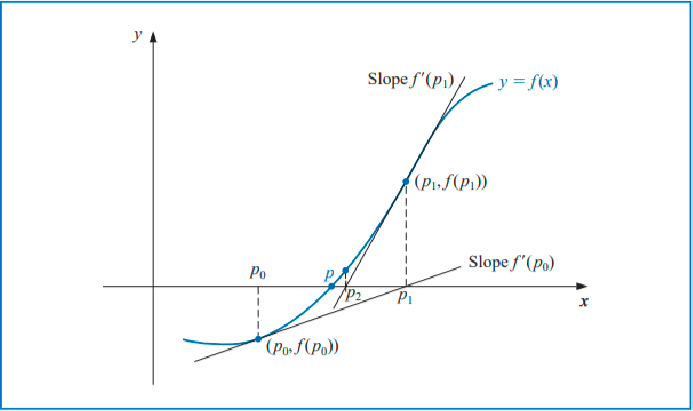 y
Slope f′(p₁)
y = f(x)
(p₁, f(p₁))
p₀
p
Slope f′(p₀)
p₂
p₁
x
(p₀, f(p₀))